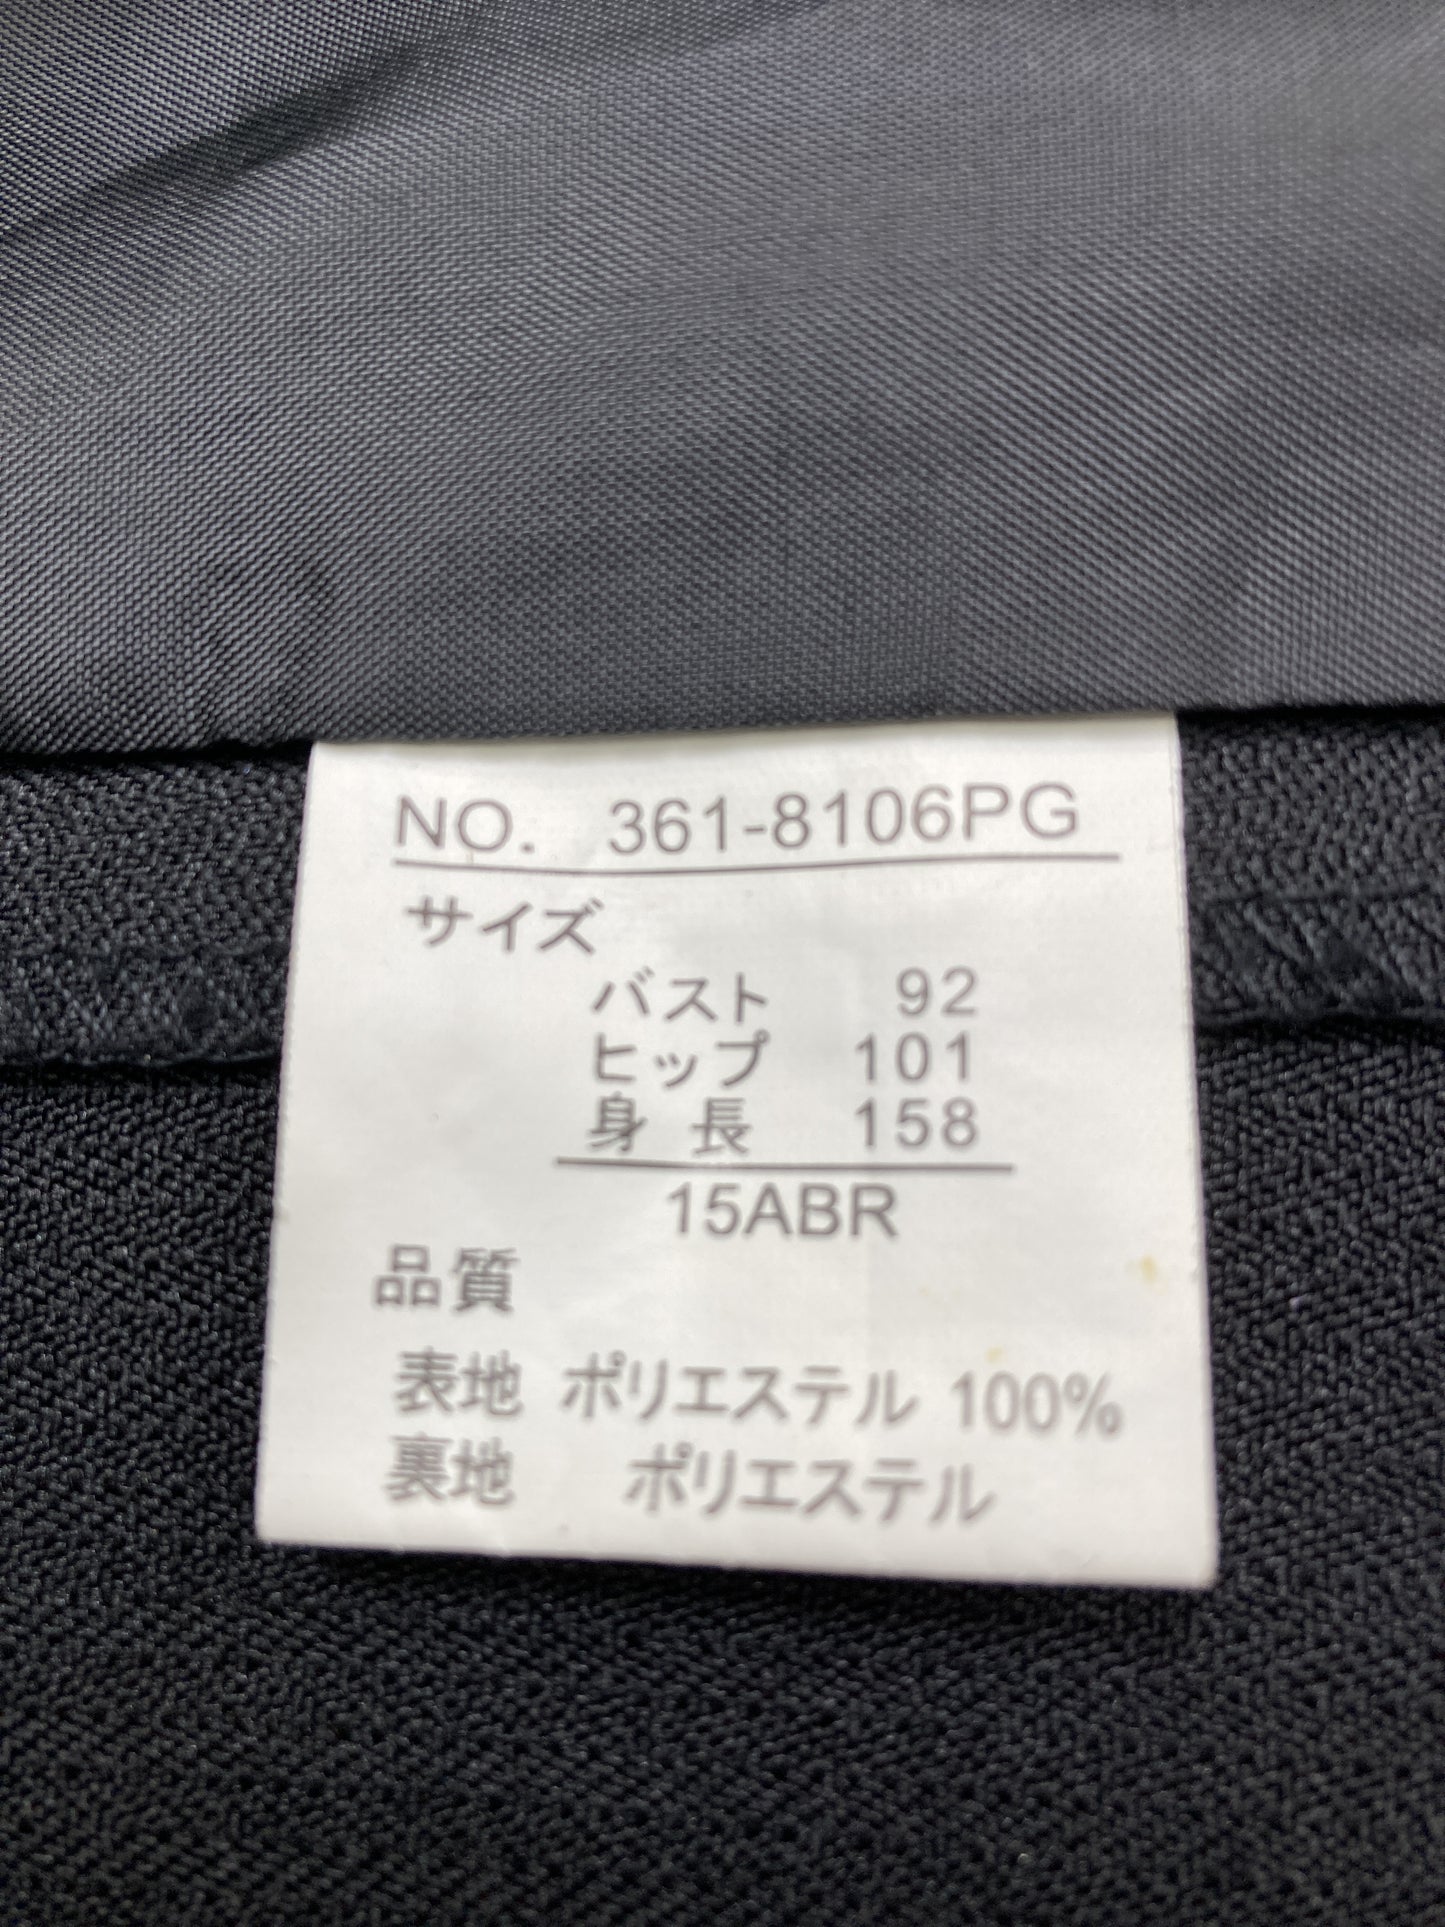 NO. 361-8106PG
サイズ
バスト 92
ヒップ 101
身長 158
15ABR
品質
表地 ポリエステル 100%
裏地 ポリエステル